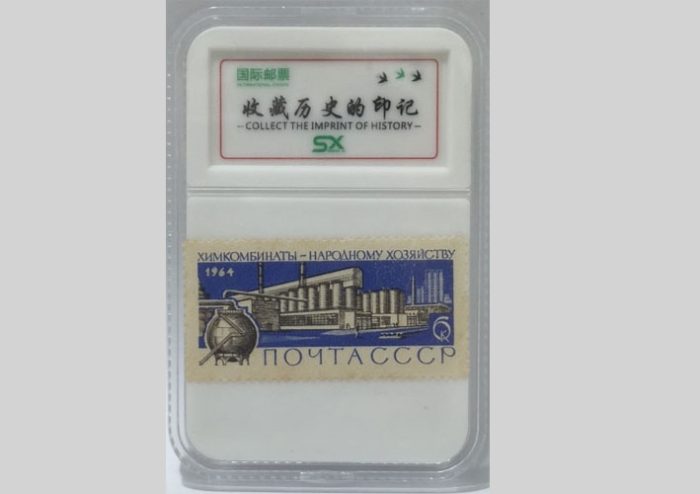 国际邮票
收藏历史的印记
-COLLECT THE IMPRINT OF HISTORY-
SX
ХИМКОМБИНАТЫ – НАРОДНОМУ ХОЗЯЙСТВУ
1964
6К
ПОЧТА СССР